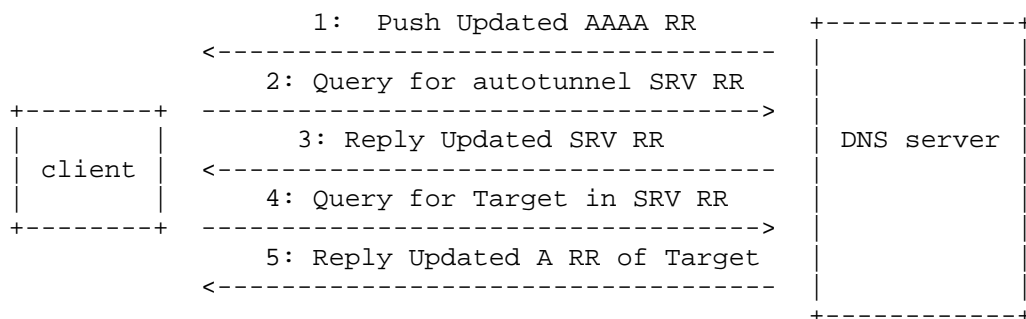 1:  Push Updated AAAA RR
2: Query for autotunnel SRV RR
3: Reply Updated SRV RR
DNS server
client
4: Query for Target in SRV RR
5: Reply Updated A RR of Target